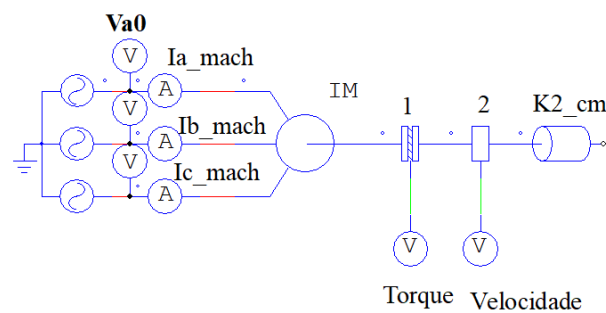 Va0
V
Ia_mach
A
IM
1
2
K2_cm
V
Ib_mach
A
V
Ic_mach
A
V
V
Torque
Velocidade